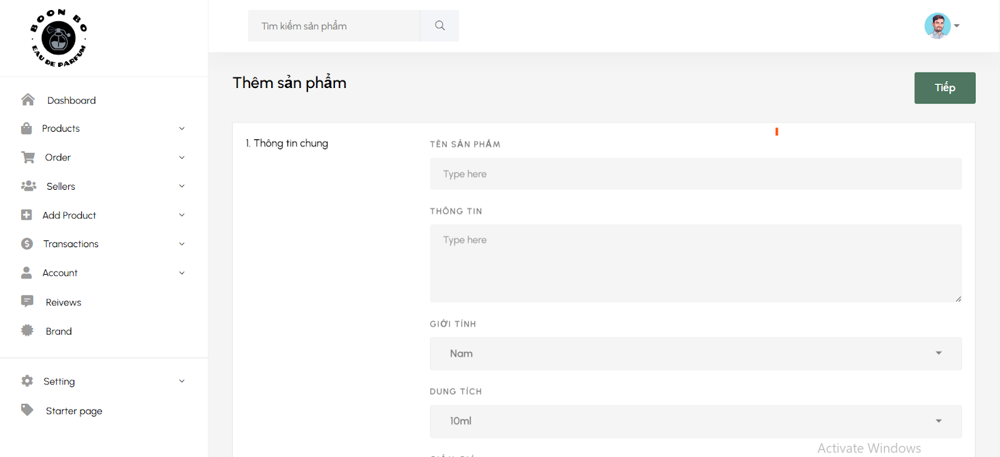 BOON BO
EAU DE PARFUM
Tìm kiếm sản phẩm
Dashboard
Products
Order
Sellers
Add Product
Transactions
Account
Reivews
Brand
Setting
Starter page
Thêm sản phẩm
Tiếp
1. Thông tin chung
TÊN SẢN PHẨM
Type here
THÔNG TIN
Type here
GIỚI TÍNH
Nam
DUNG TÍCH
10ml
Activate Windows